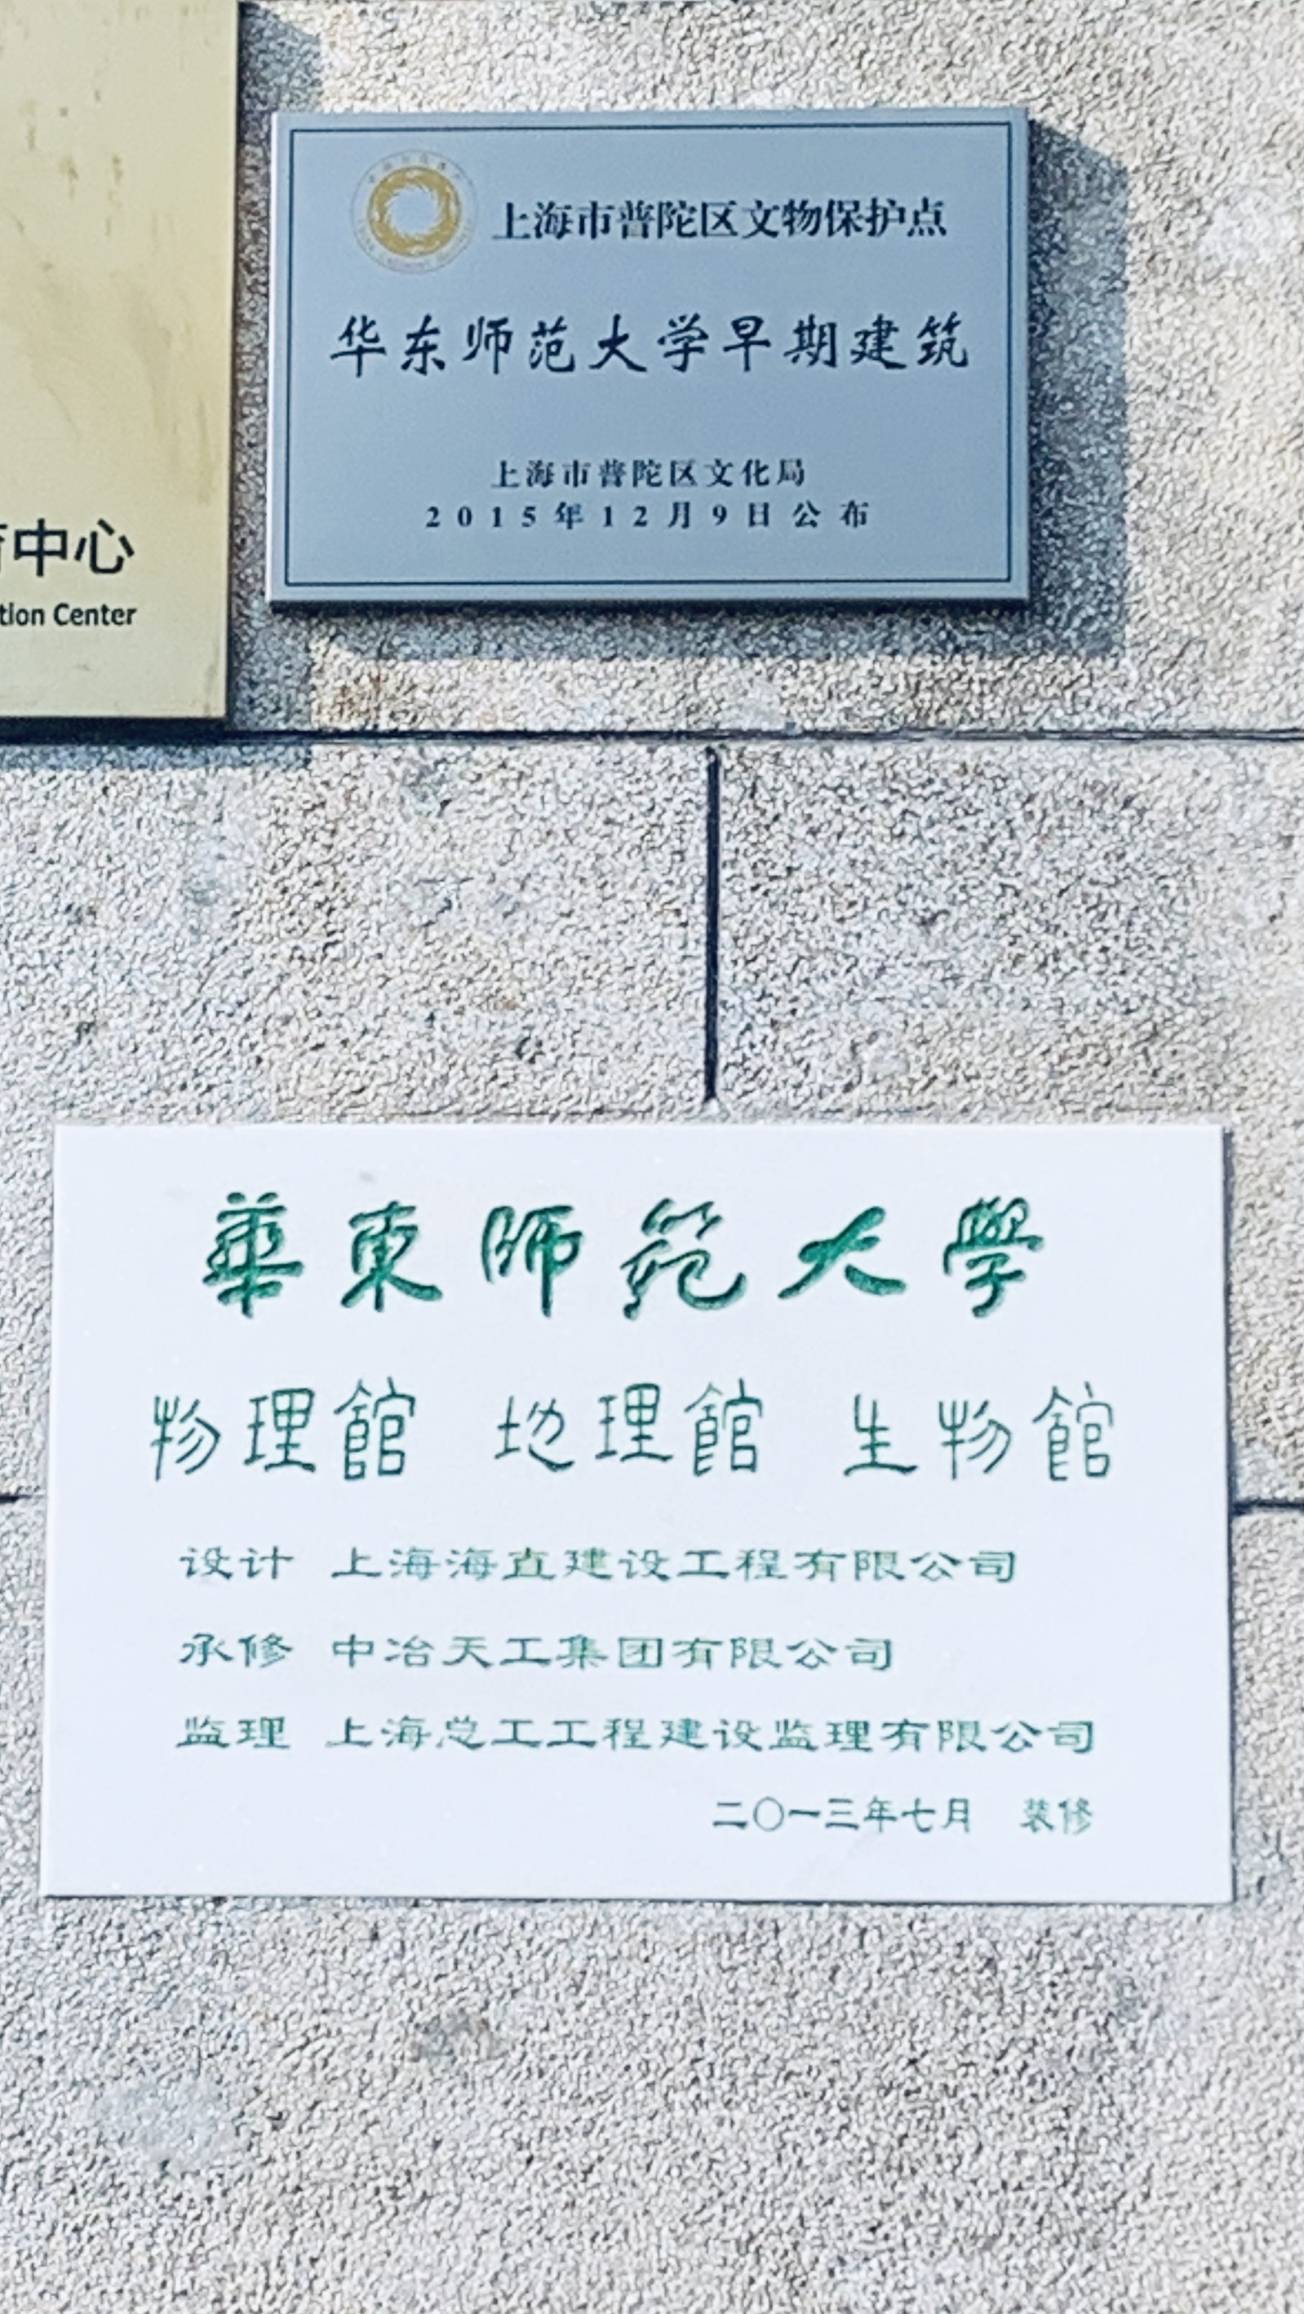 上海市普陀区文物保护点
华东师范大学早期建筑
上海市普陀区文化局
2015年12月9日公布
育中心
tion Center
華東師範大學
物理館 地理館 生物館
设计 上海海直建设工程有限公司
承修 中冶天工集团有限公司
监理 上海总工工程建设监理有限公司
二〇一三年七月 装修